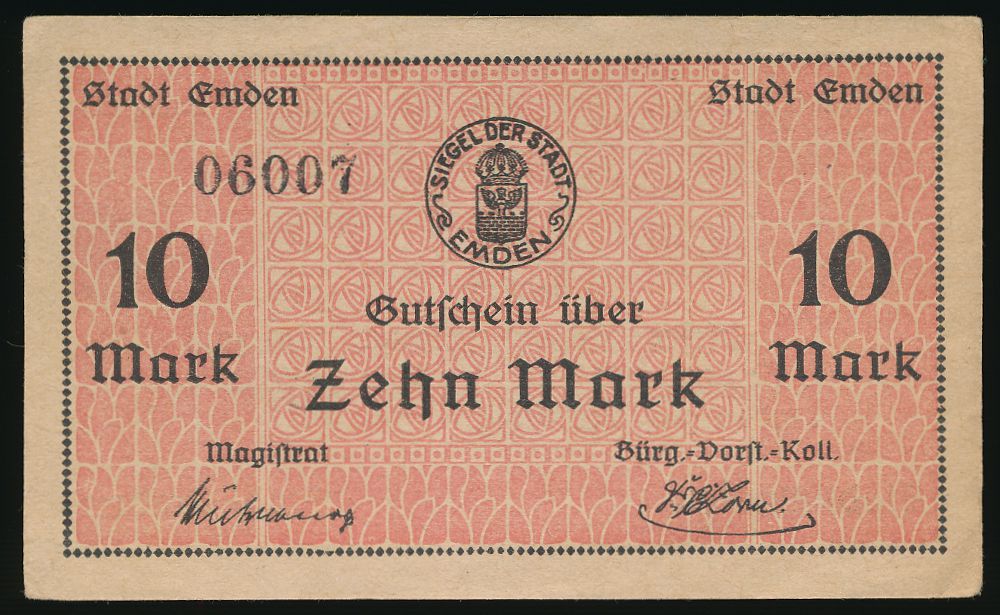 Stadt Emden
Stadt Emden
06007
SIEGEL DER STADT EMDEN
10
Mark
10
Mark
Gutschein über
Zehn Mark
Magistrat
Bürg.=Vorst.=Koll.